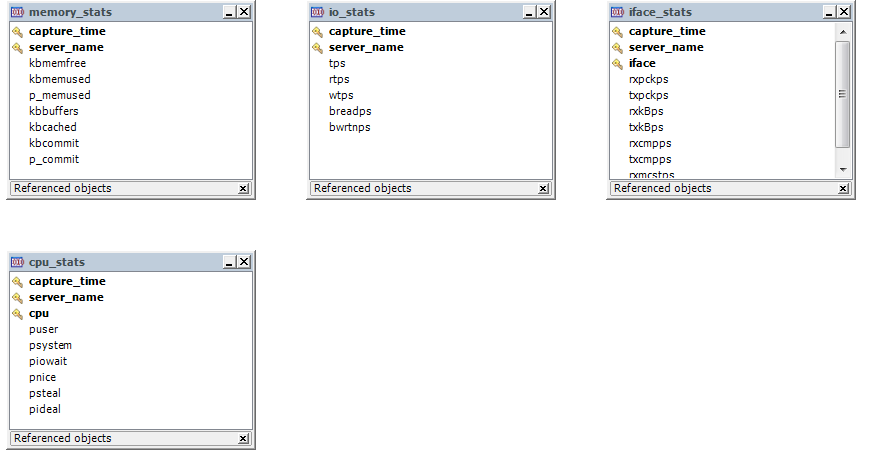 memory_stats
capture_time
server_name
kbmemfree
kbmemused
p_memused
kbbuffers
kbcached
kbcommit
p_commit
Referenced objects
io_stats
capture_time
server_name
tps
rtps
wtps
breadps
bwrtnps
Referenced objects
iface_stats
capture_time
server_name
iface
rxpckps
txpckps
rxkBps
txkBps
rxcmpps
txcmpps
rxmcstps
Referenced objects
cpu_stats
capture_time
server_name
cpu
puser
psystem
piowait
pnice
psteal
pideal
Referenced objects